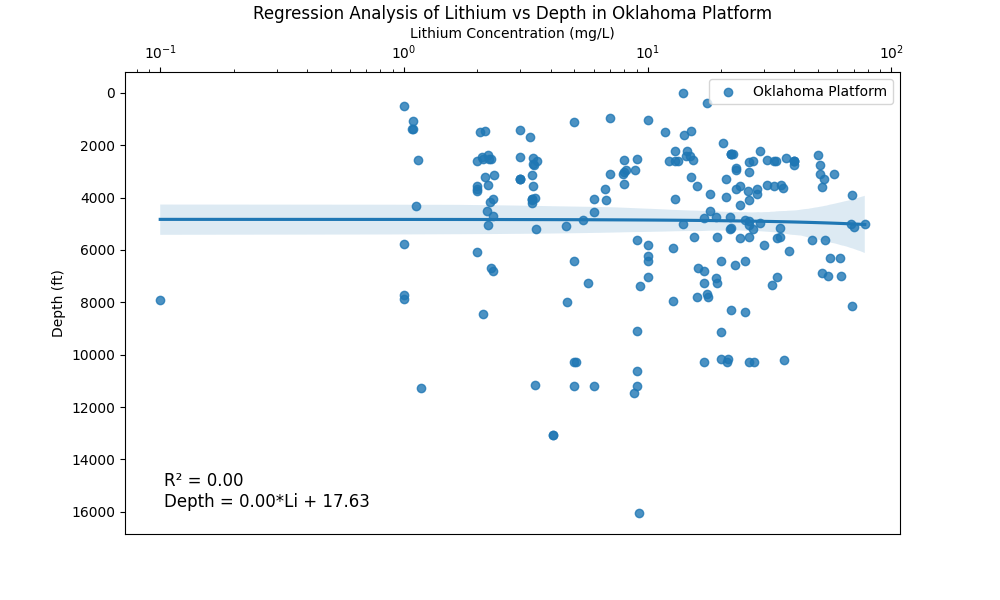 Regression Analysis of Lithium vs Depth in Oklahoma Platform
Lithium Concentration (mg/L)
10⁻¹ 10⁰ 10¹ 10²
Oklahoma Platform
Depth (ft)
0
2000
4000
6000
8000
10000
12000
14000
16000
R² = 0.00
Depth = 0.00*Li + 17.63